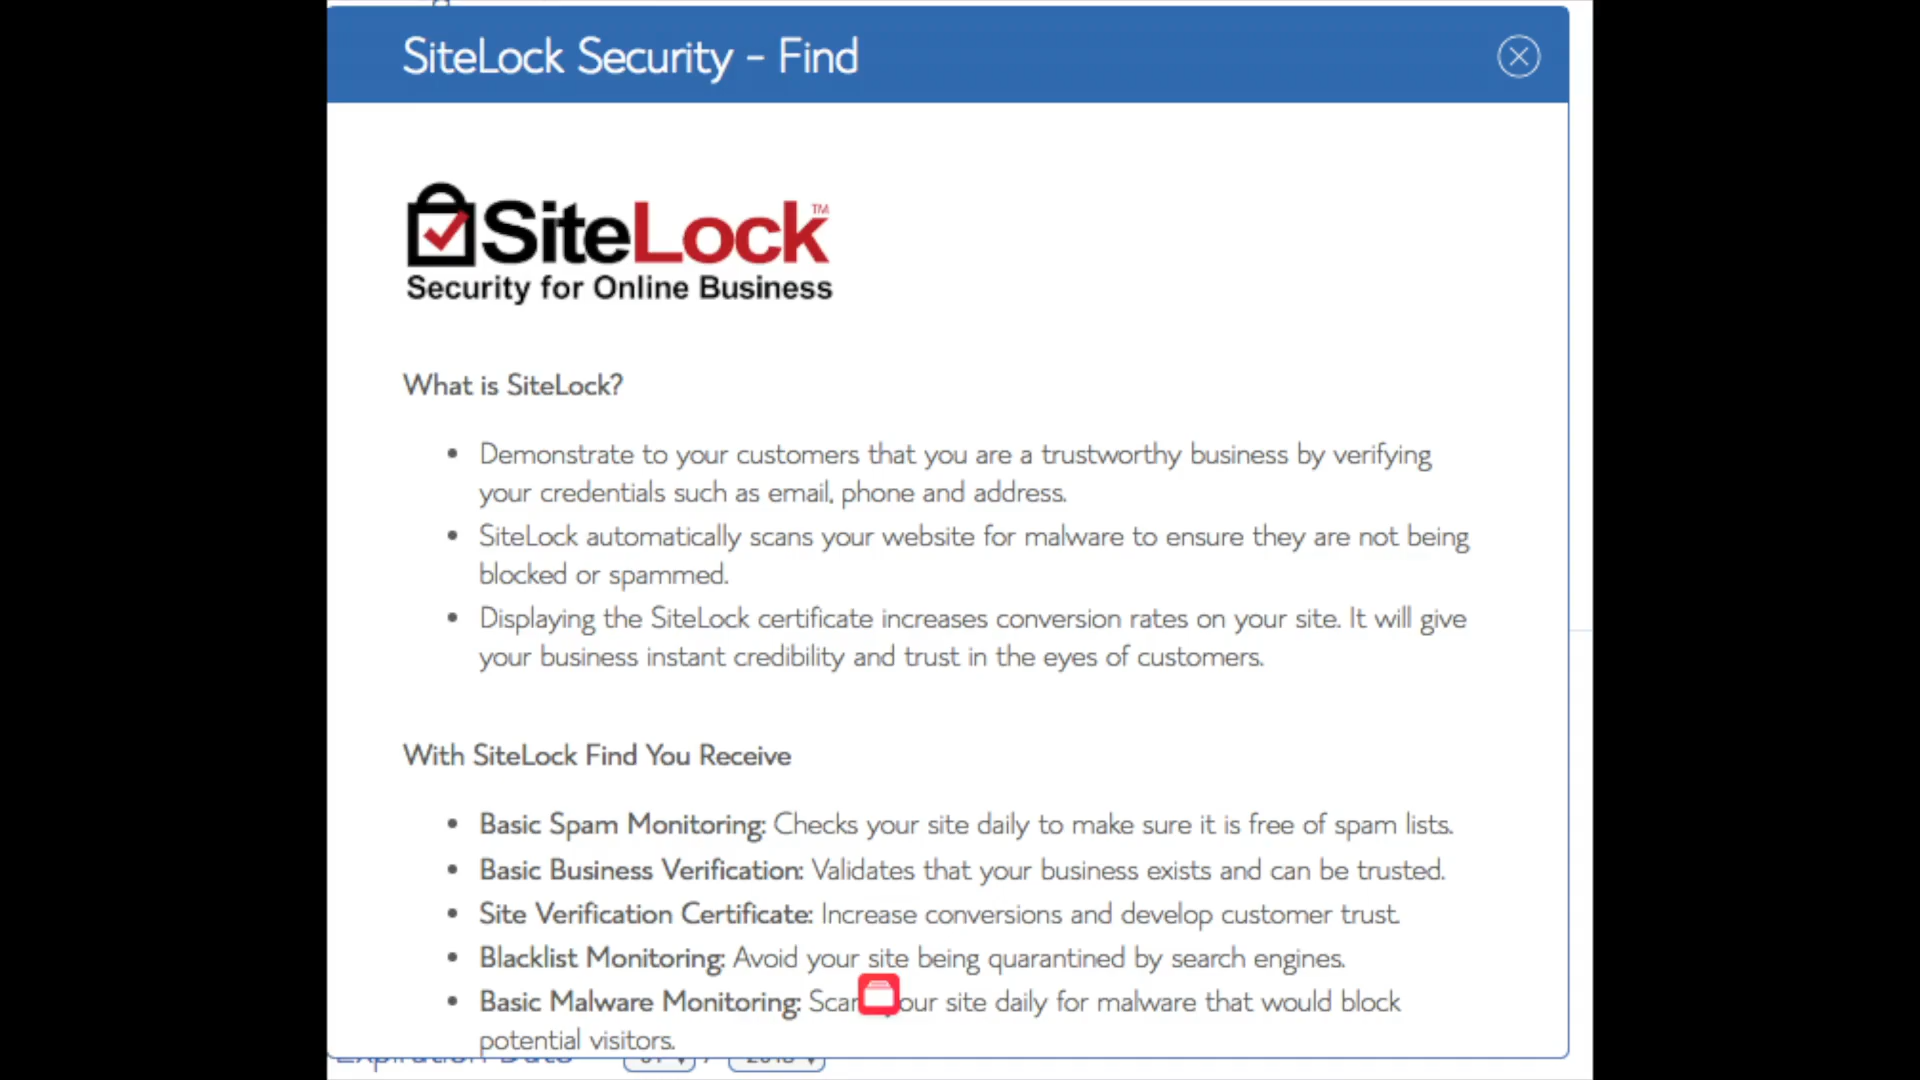 SiteLock Security - Find
SiteLock™
Security for Online Business
What is SiteLock?
• Demonstrate to your customers that you are a trustworthy business by verifying
your credentials such as email, phone and address.
• SiteLock automatically scans your website for malware to ensure they are not being
blocked or spammed.
• Displaying the SiteLock certificate increases conversion rates on your site. It will give
your business instant credibility and trust in the eyes of customers.
With SiteLock Find You Receive
• Basic Spam Monitoring: Checks your site daily to make sure it is free of spam lists.
• Basic Business Verification: Validates that your business exists and can be trusted.
• Site Verification Certificate: Increase conversions and develop customer trust.
• Blacklist Monitoring: Avoid your site being quarantined by search engines.
• Basic Malware Monitoring: Scan your site daily for malware that would block
potential visitors.
Expiration Date